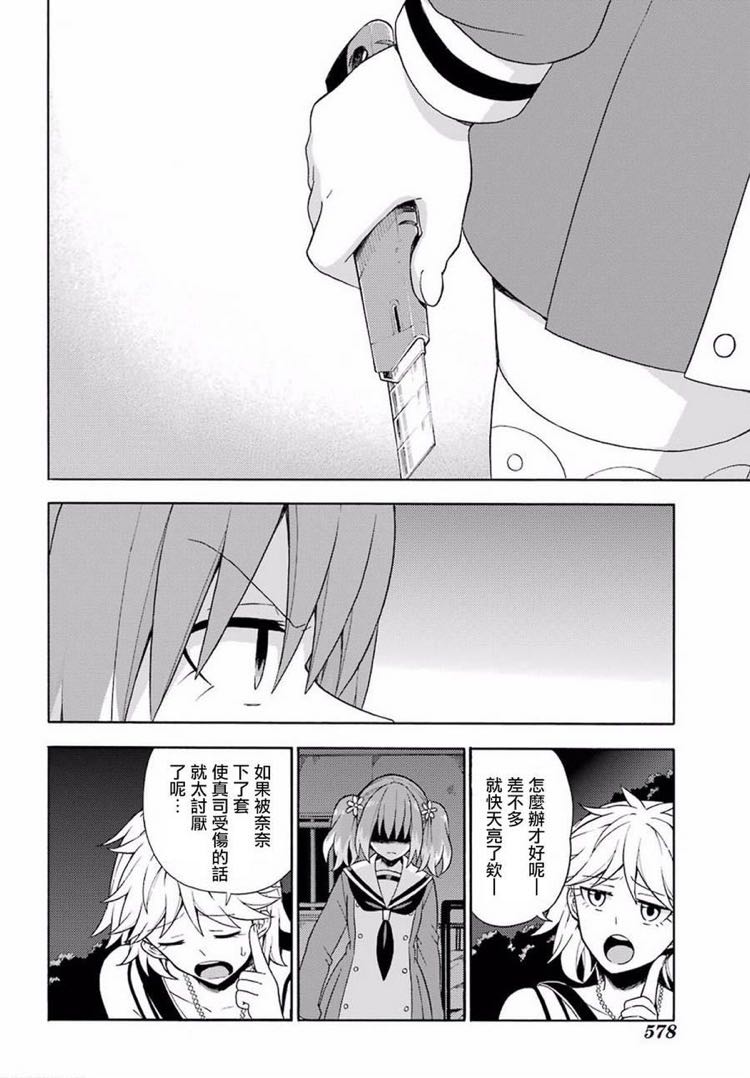 怎麼辦才好呢—
差不多
就快天亮了欸—
如果被奈奈
下了套
使真司受傷的話
就太討厭
了呢…
578